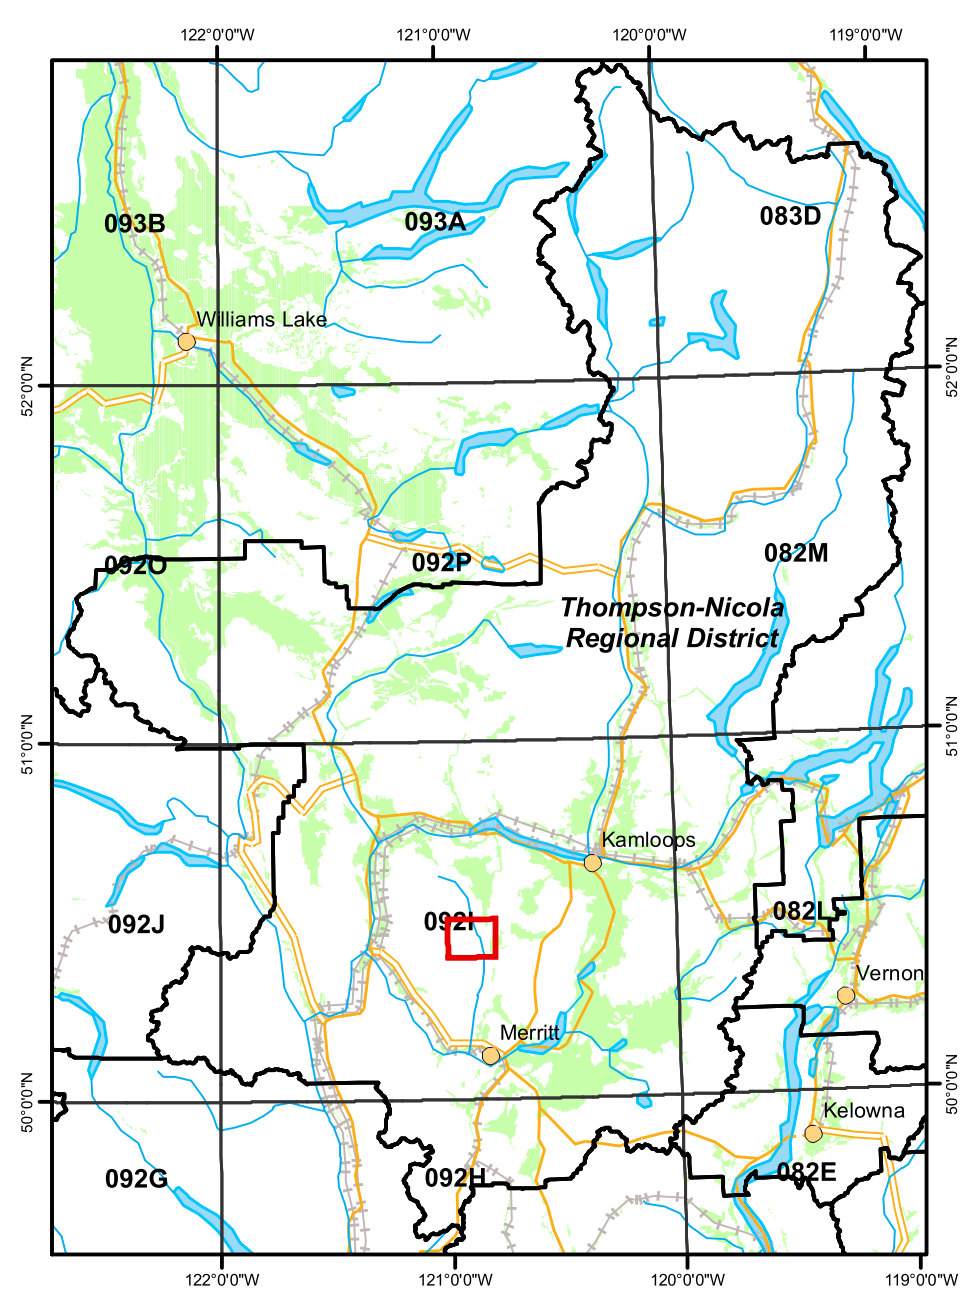 122°0'0"W
121°0'0"W
120°0'0"W
119°0'0"W
093B
093A
083D
Williams Lake
52°0'0"N
52°0'0"N
092O
092P
082M
Thompson-Nicola
Regional District
51°0'0"N
51°0'0"N
Kamloops
092J
092I
082L
Vernon
Merritt
50°0'0"N
50°0'0"N
Kelowna
092G
092H
082E
122°0'0"W
121°0'0"W
120°0'0"W
119°0'0"W